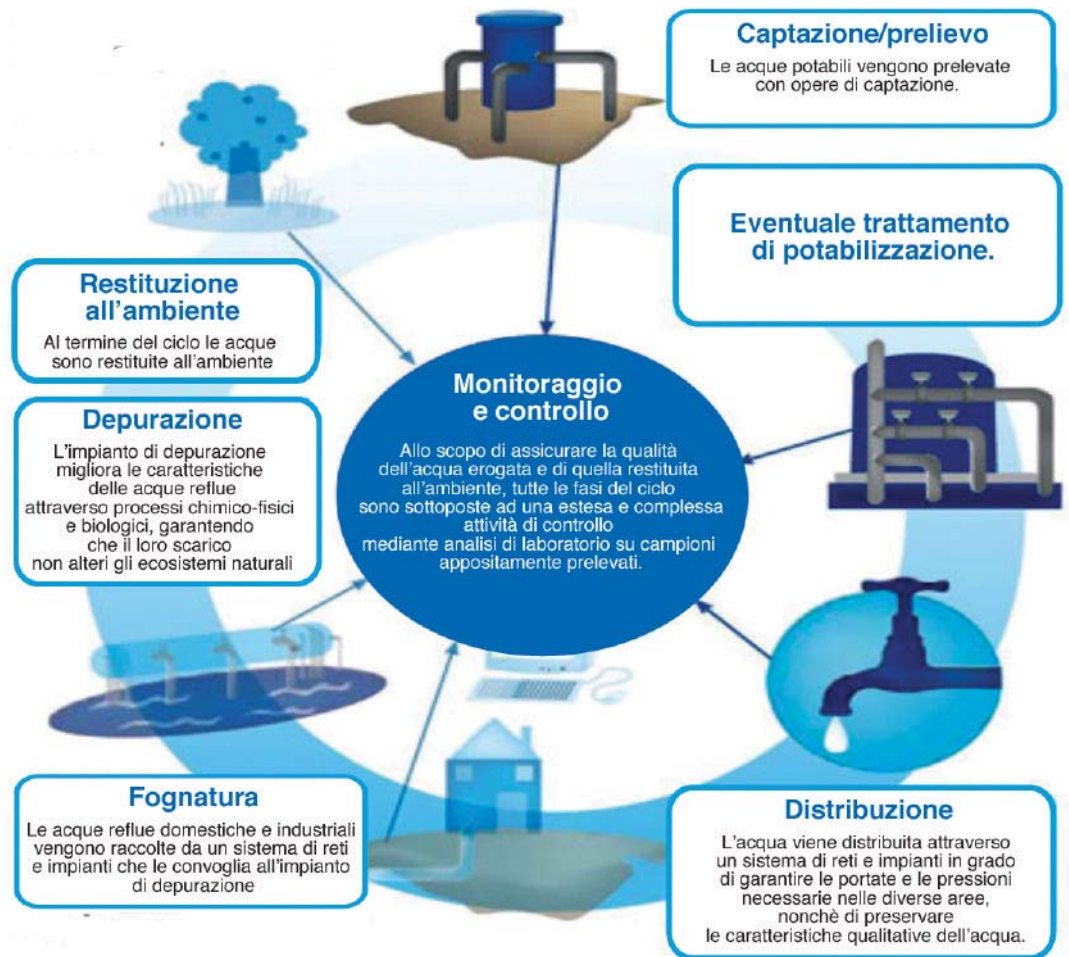 Captazione/prelievo
Le acque potabili vengono prelevate
con opere di captazione.
Eventuale trattamento
di potabilizzazione.
Restituzione
all'ambiente
Al termine del ciclo le acque
sono restituite all'ambiente
Monitoraggio
e controllo
Allo scopo di assicurare la qualità
dell'acqua erogata e di quella restituita
all'ambiente, tutte le fasi del ciclo
sono sottoposte ad una estesa e complessa
attività di controllo
mediante analisi di laboratorio su campioni
appositamente prelevati.
Depurazione
L'impianto di depurazione
migliora le caratteristiche
delle acque reflue
attraverso processi chimico-fisici
e biologici, garantendo
che il loro scarico
non alteri gli ecosistemi naturali
Fognatura
Le acque reflue domestiche e industriali
vengono raccolte da un sistema di reti
e impianti che le convoglia all'impianto
di depurazione
Distribuzione
L'acqua viene distribuita attraverso
un sistema di reti e impianti in grado
di garantire le portate e le pressioni
necessarie nelle diverse aree,
nonchè di preservare
le caratteristiche qualitative dell'acqua.